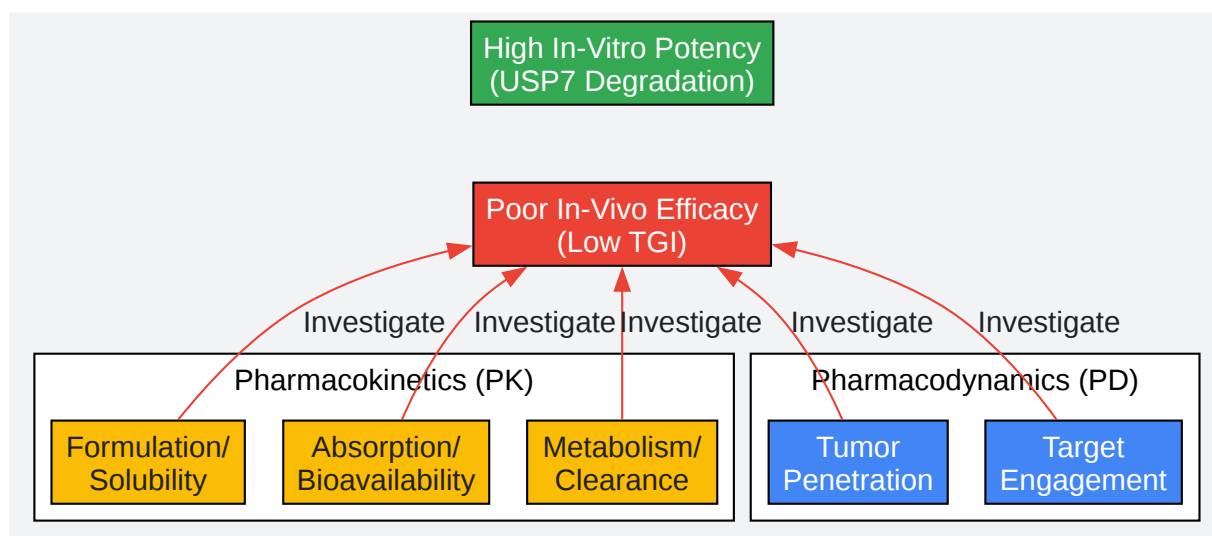 High In-Vitro Potency
(USP7 Degradation)
Poor In-Vivo Efficacy
(Low TGI)
Investigate
Investigate
Investigate
Investigate
Investigate
Pharmacokinetics (PK)
Pharmacodynamics (PD)
Formulation/
Solubility
Absorption/
Bioavailability
Metabolism/
Clearance
Tumor
Penetration
Target
Engagement